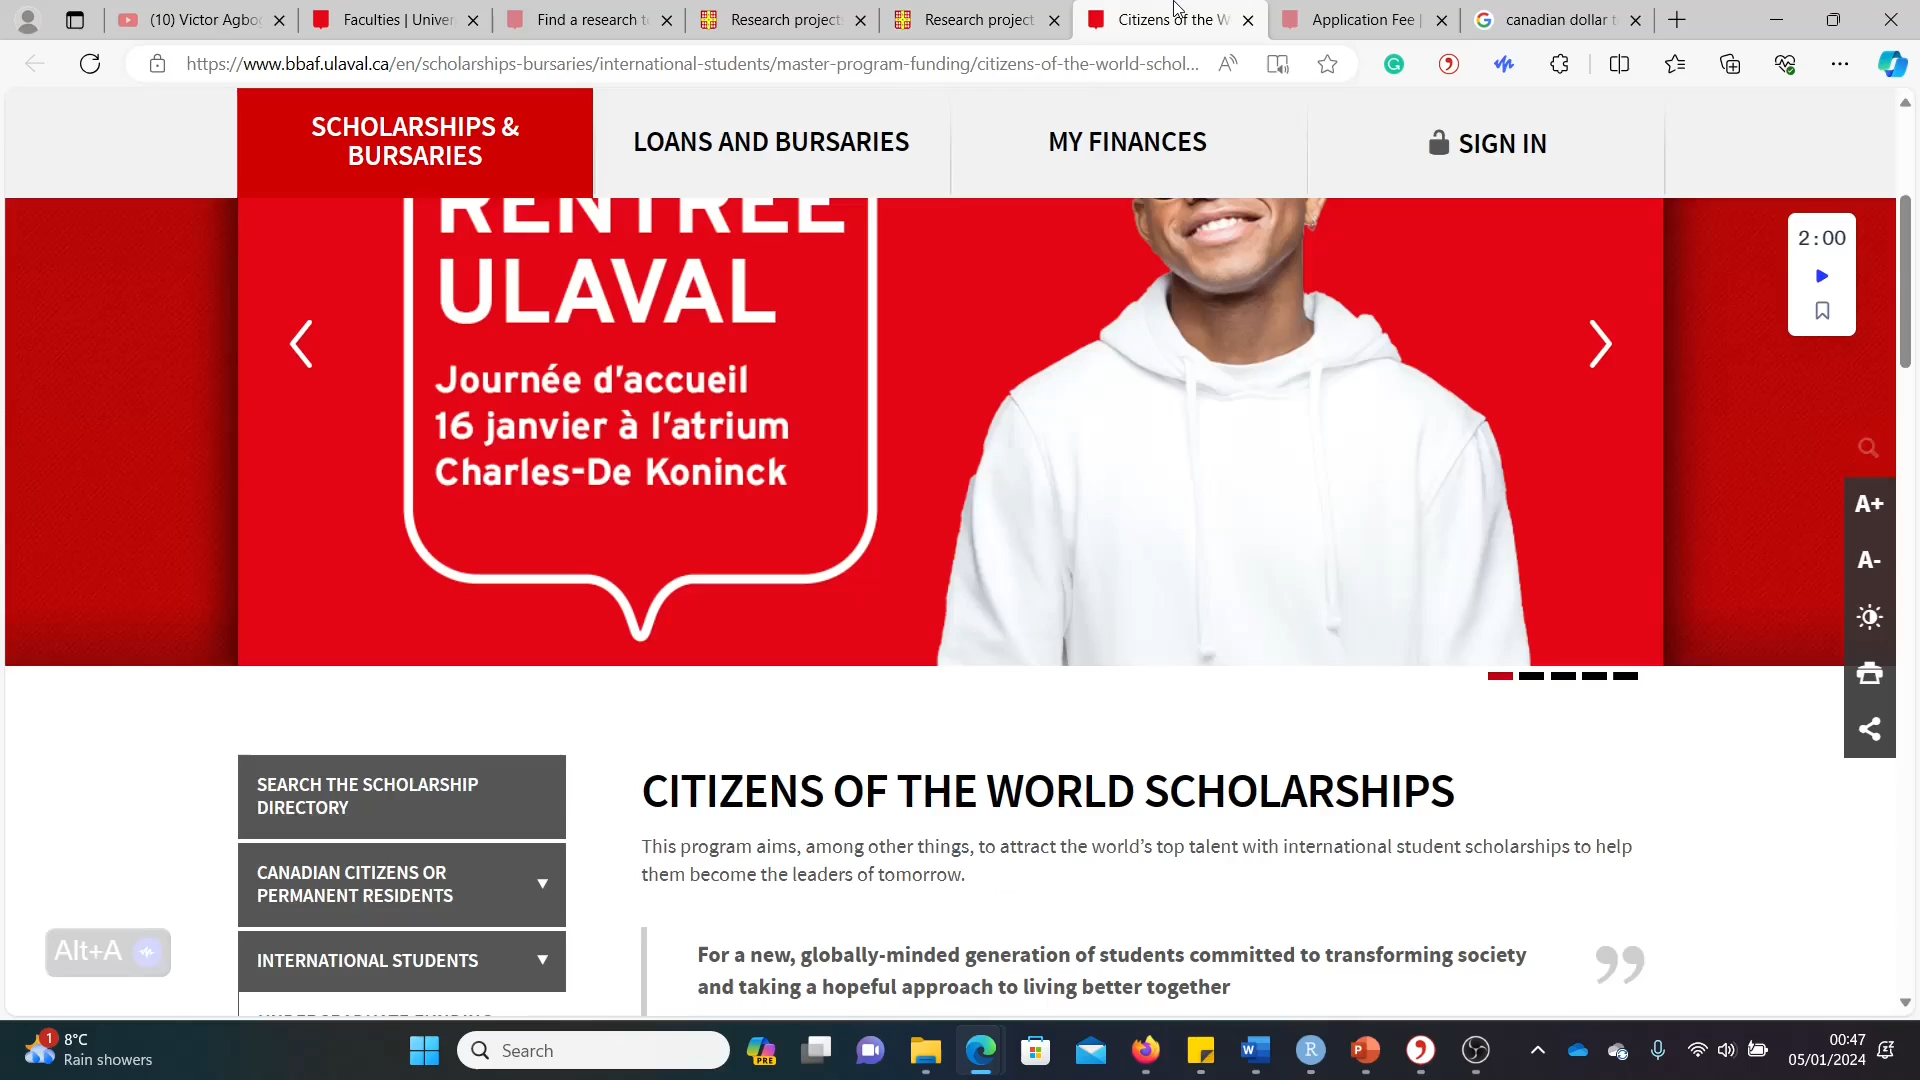 (10) Victor Agbo
Faculties | Univer
Find a research t
Research project
Research project
Citizens of the W
Application Fee |
canadian dollar t
https://www.bbaf.ulaval.ca/en/scholarships-bursaries/international-students/master-program-funding/citizens-of-the-world-schol...
SCHOLARSHIPS &
BURSARIES
LOANS AND BURSARIES
MY FINANCES
SIGN IN
RENTRÉE
ULAVAL
Journée d'accueil
16 janvier à l'atrium
Charles-De Koninck
2:00
A+
A-
SEARCH THE SCHOLARSHIP
DIRECTORY
CANADIAN CITIZENS OR
PERMANENT RESIDENTS
INTERNATIONAL STUDENTS
CITIZENS OF THE WORLD SCHOLARSHIPS
This program aims, among other things, to attract the world's top talent with international student scholarships to help
them become the leaders of tomorrow.
For a new, globally-minded generation of students committed to transforming society
and taking a hopeful approach to living better together
Alt+A
1
8°C
Rain showers
Search
PRE
00:47
05/01/2024